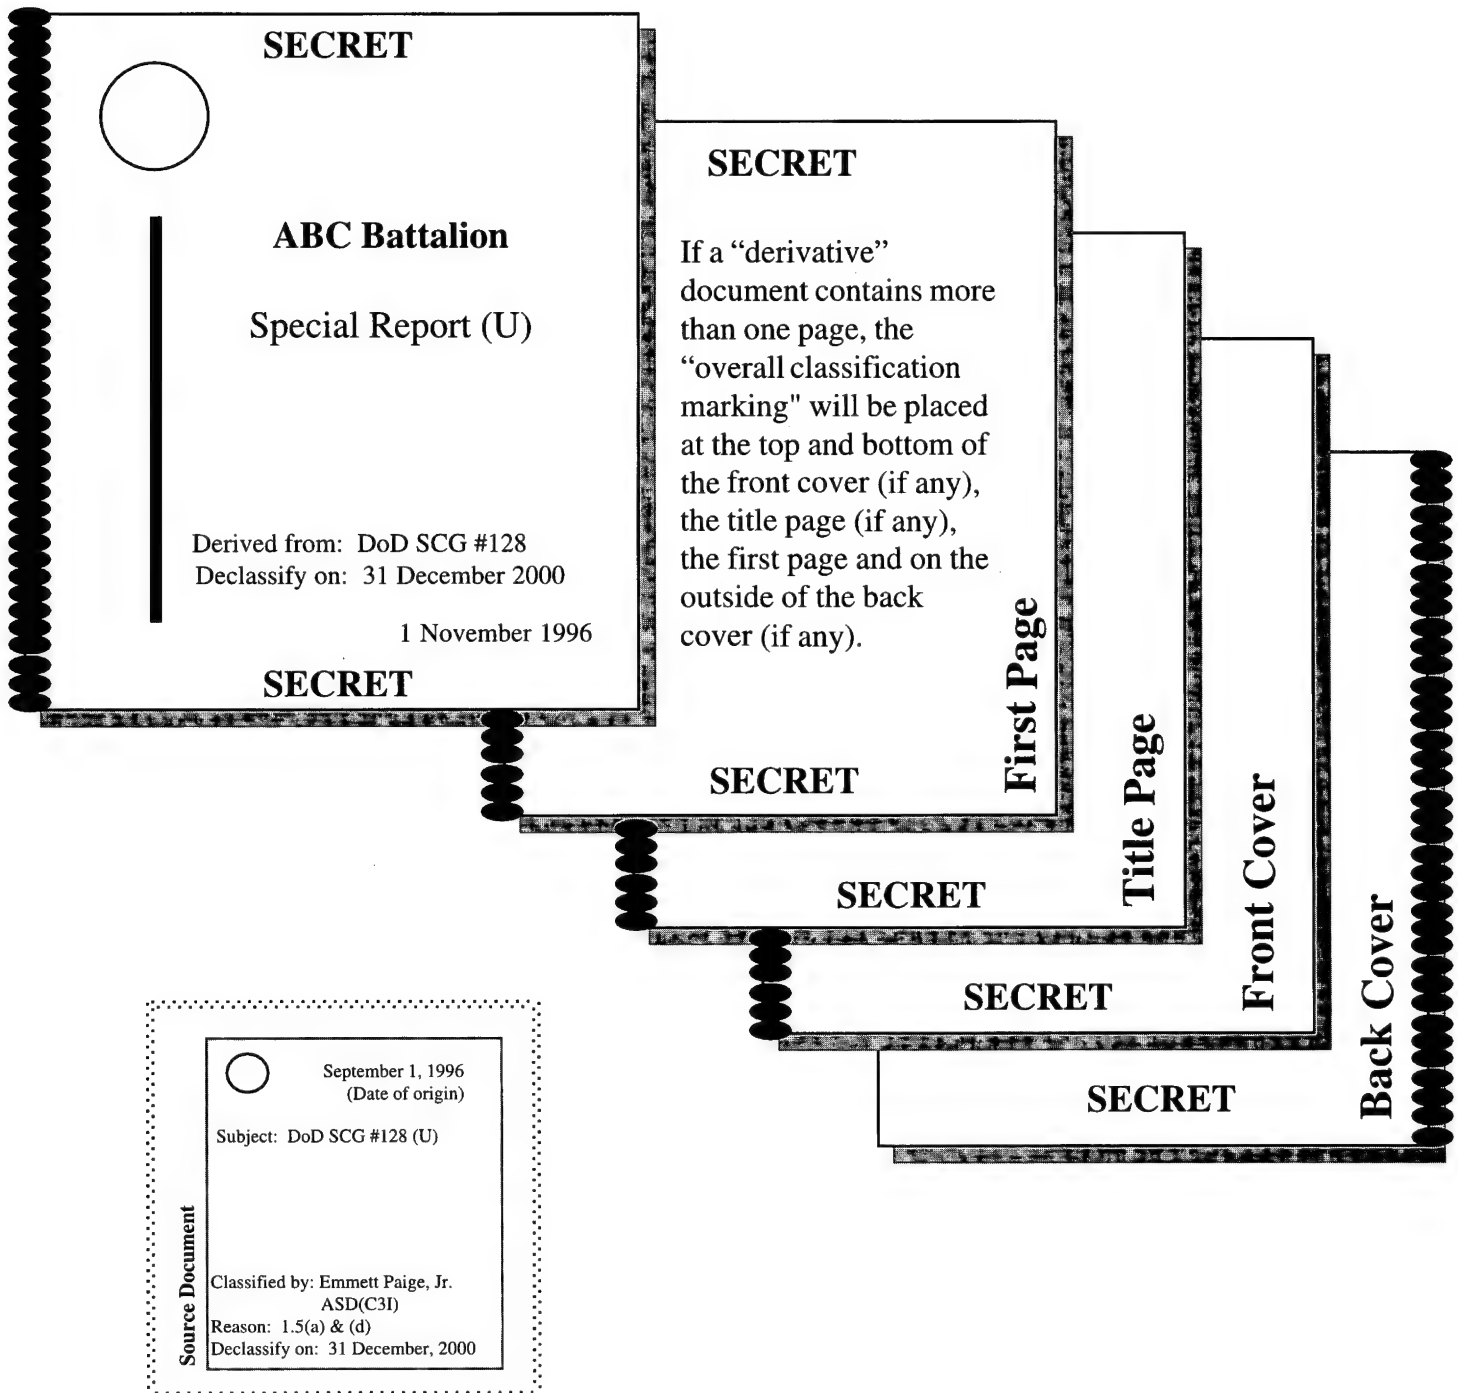 SECRET
ABC Battalion
Special Report (U)
Derived from: DoD SCG #128
Declassify on: 31 December 2000
1 November 1996
SECRET
SECRET
If a “derivative”
document contains more
than one page, the
“overall classification
marking" will be placed
at the top and bottom of
the front cover (if any),
the title page (if any),
the first page and on the
outside of the back
cover (if any).
First Page
SECRET
Title Page
SECRET
Front Cover
SECRET
Back Cover
SECRET
Source Document
September 1, 1996
(Date of origin)
Subject: DoD SCG #128 (U)
Classified by: Emmett Paige, Jr.
ASD(C3I)
Reason: 1.5(a) & (d)
Declassify on: 31 December, 2000